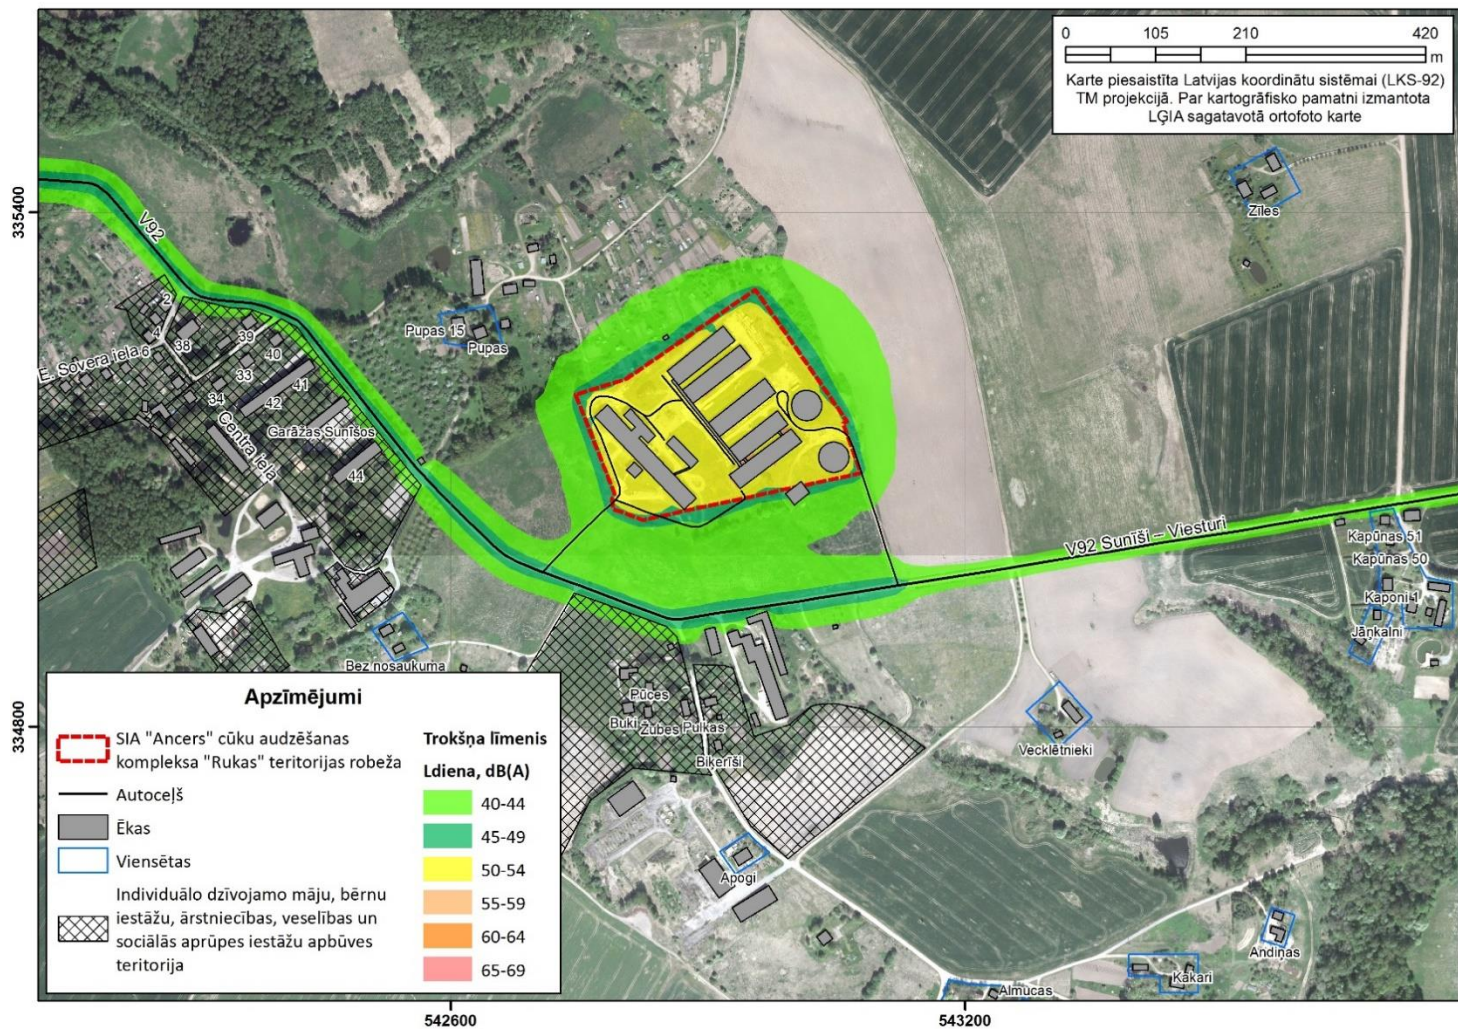 0 105 210 420
m
Karte piesaistīta Latvijas koordinātu sistēmai (LKS-92)
TM projekcijā. Par kartogrāfisko pamatni izmantota
LĢIA sagatavotā ortofoto karte
335400
334800
542600
543200
V92
Zīles
2
4
38
39
E. Sovera iela 6
40
33
41
34
42
Centra iela
Garāžas Sunīšos
44
Pupas 15
Pupas
V92 Sunīši – Viesturi
Kapūnas 51
Kapūnas 50
Kaponi 1
Jāņkalni
Bez nosaukuma
Pūces
Buki
Zubes
Pulkas
Biķerīši
Vecklētnieki
Apogi
Andiņas
Kakari
Almucas
Apzīmējumi
SIA "Ancers" cūku audzēšanas
kompleksa "Rukas" teritorijas robeža
Autoceļš
Ēkas
Viensētas
Individuālo dzīvojamo māju, bērnu
iestāžu, ārstniecības, veselības un
sociālās aprūpes iestāžu apbūves
teritorija
Trokšņa līmenis
Ldiena, dB(A)
40-44
45-49
50-54
55-59
60-64
65-69